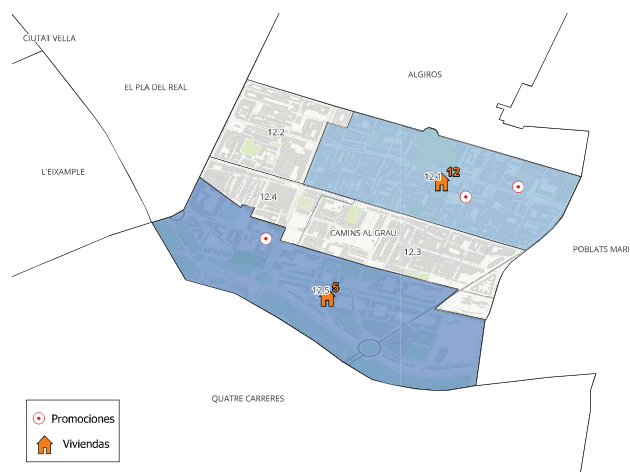 CIUTAT VELLA
ALGIROS
EL PLA DEL REAL
12.2
L'EIXAMPLE
12.1
12
12.4
CAMINS AL GRAU
POBLATS MARI
12.3
12.5
5
QUATRE CARRERES
Promociones
Viviendas